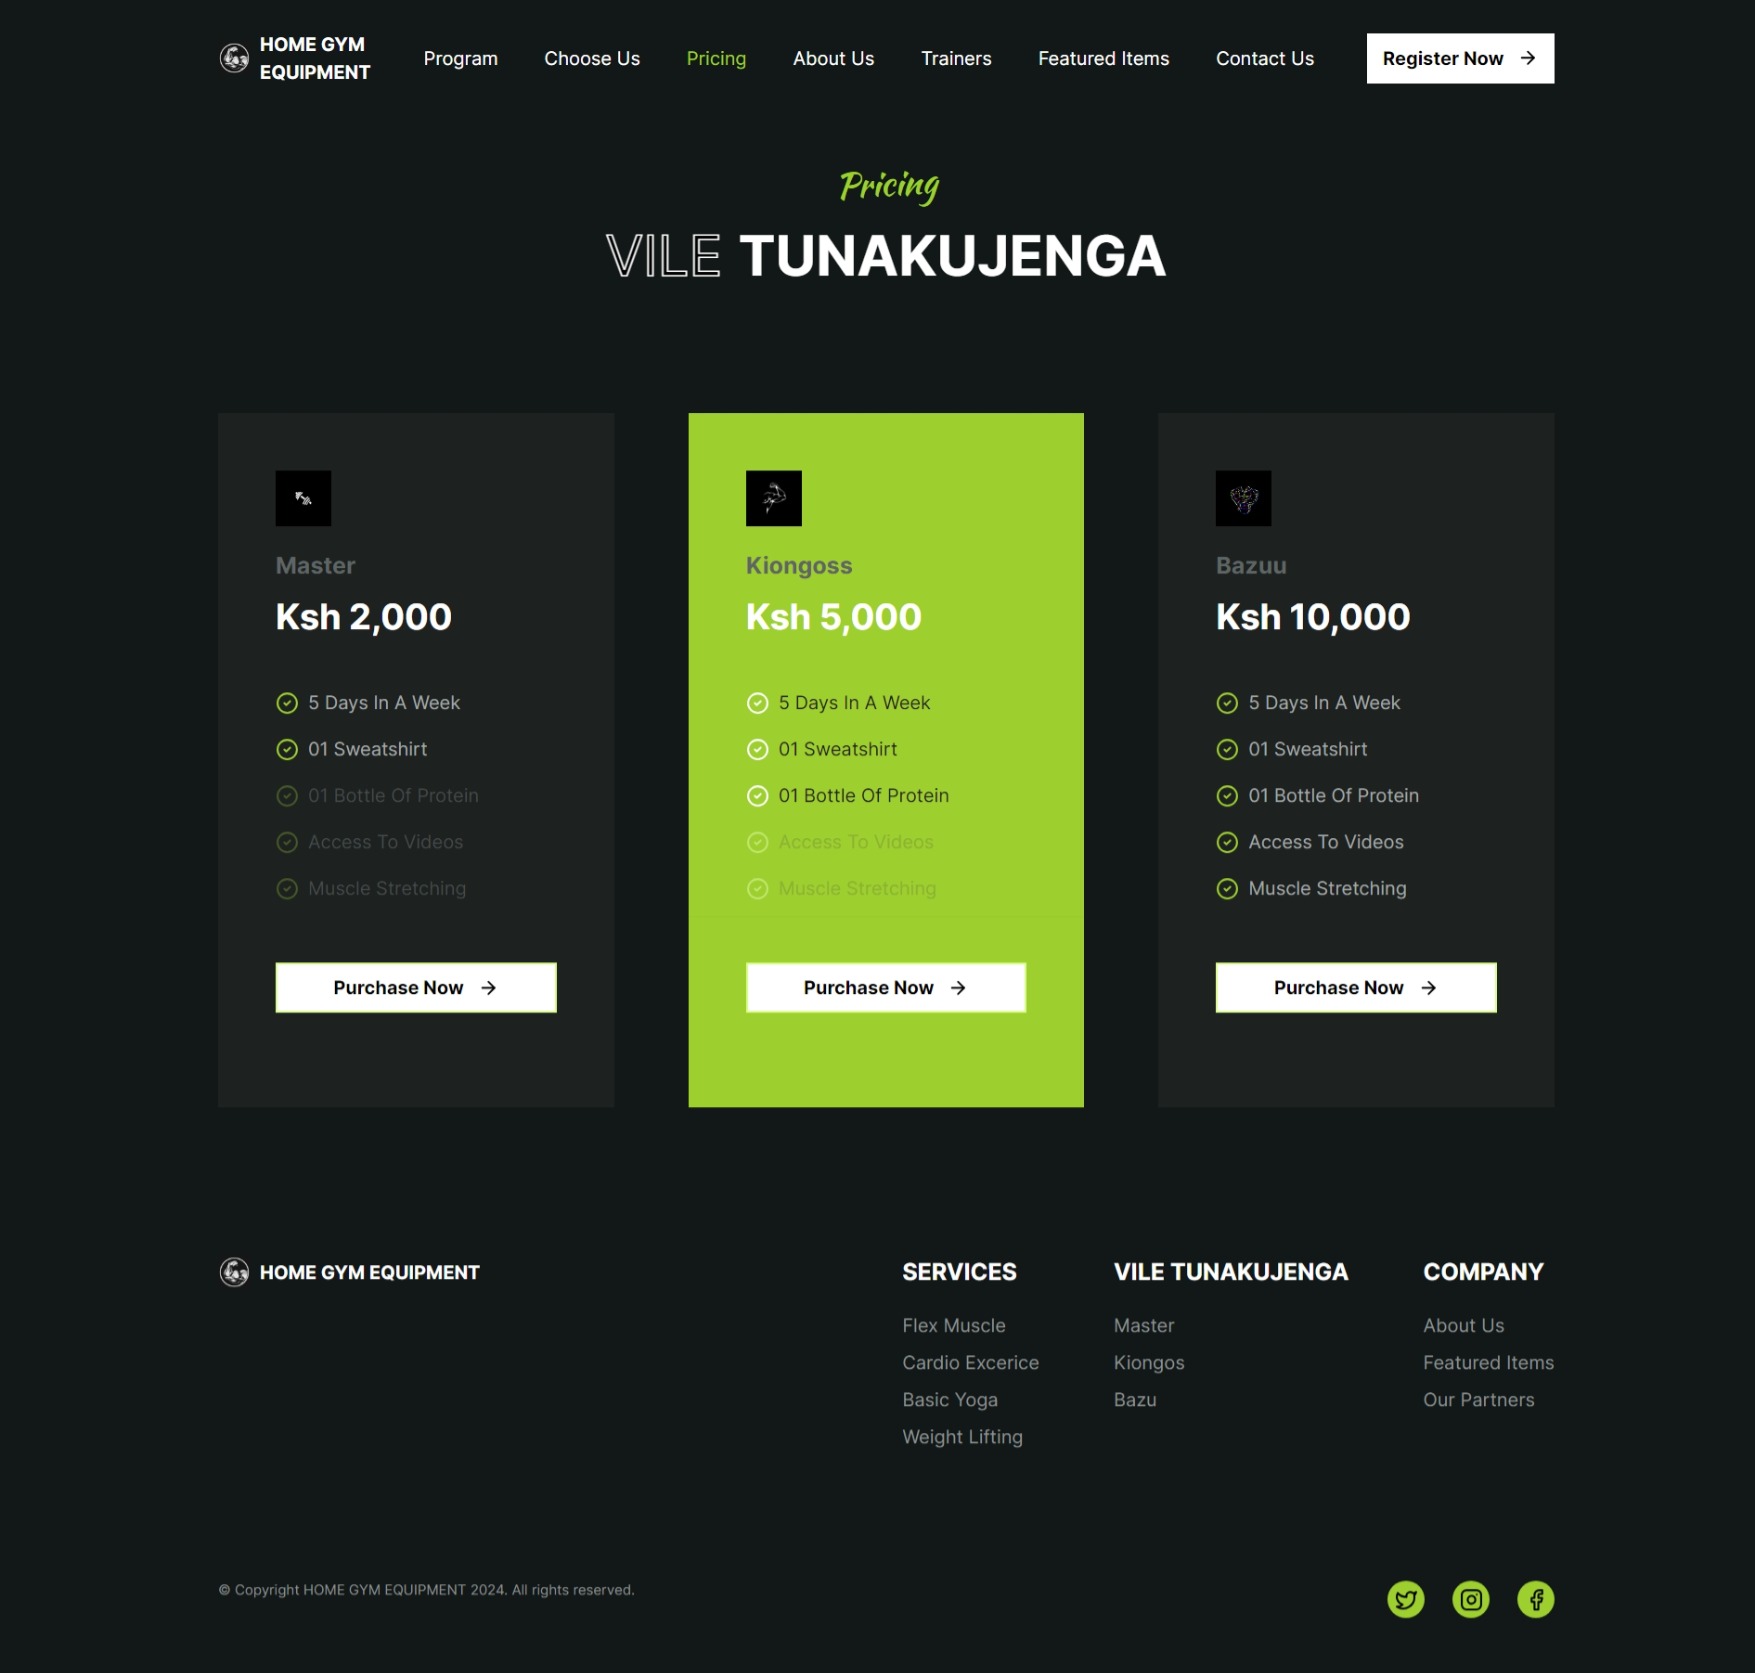 HOME GYM
EQUIPMENT
Program
Choose Us
Pricing
About Us
Trainers
Featured Items
Contact Us
Register Now
Pricing
VILE TUNAKUJENGA
Master
Ksh 2,000
5 Days In A Week
01 Sweatshirt
01 Bottle Of Protein
Access To Videos
Muscle Stretching
Purchase Now
Kiongoss
Ksh 5,000
5 Days In A Week
01 Sweatshirt
01 Bottle Of Protein
Access To Videos
Muscle Stretching
Purchase Now
Bazuu
Ksh 10,000
5 Days In A Week
01 Sweatshirt
01 Bottle Of Protein
Access To Videos
Muscle Stretching
Purchase Now
HOME GYM EQUIPMENT
SERVICES
Flex Muscle
Cardio Excerice
Basic Yoga
Weight Lifting
VILE TUNAKUJENGA
Master
Kiongos
Bazu
COMPANY
About Us
Featured Items
Our Partners
© Copyright HOME GYM EQUIPMENT 2024. All rights reserved.